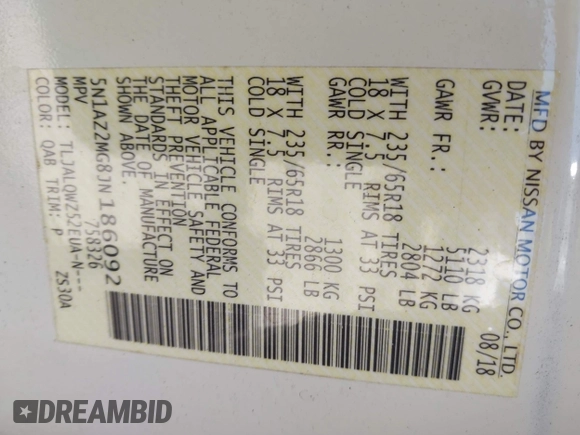 MFD BY NISSAN MOTOR CO., LTD.
DATE: 08/18
GVWR: 2318 KG
5110 LB
GAWR FR.: 1272 KG
2804 LB
WITH 235/65R18 TIRES
18 X 7.5 RIMS AT 33 PSI
COLD SINGLE
GAWR RR.: 1300 KG
2866 LB
WITH 235/65R18 TIRES
18 X 7.5 RIMS AT 33 PSI
COLD SINGLE
THIS VEHICLE CONFORMS TO
ALL APPLICABLE FEDERAL
MOTOR VEHICLE SAFETY AND
THEFT PREVENTION
STANDARDS IN EFFECT ON
THE DATE OF MANUFACTURE
SHOWN ABOVE.
5N1AZ2MG8JN186092
MPV 758326
MODEL: TLJALQWZ52EUA-N---
COLOR: QAB TRIM: P ZS30A
DREAMBID